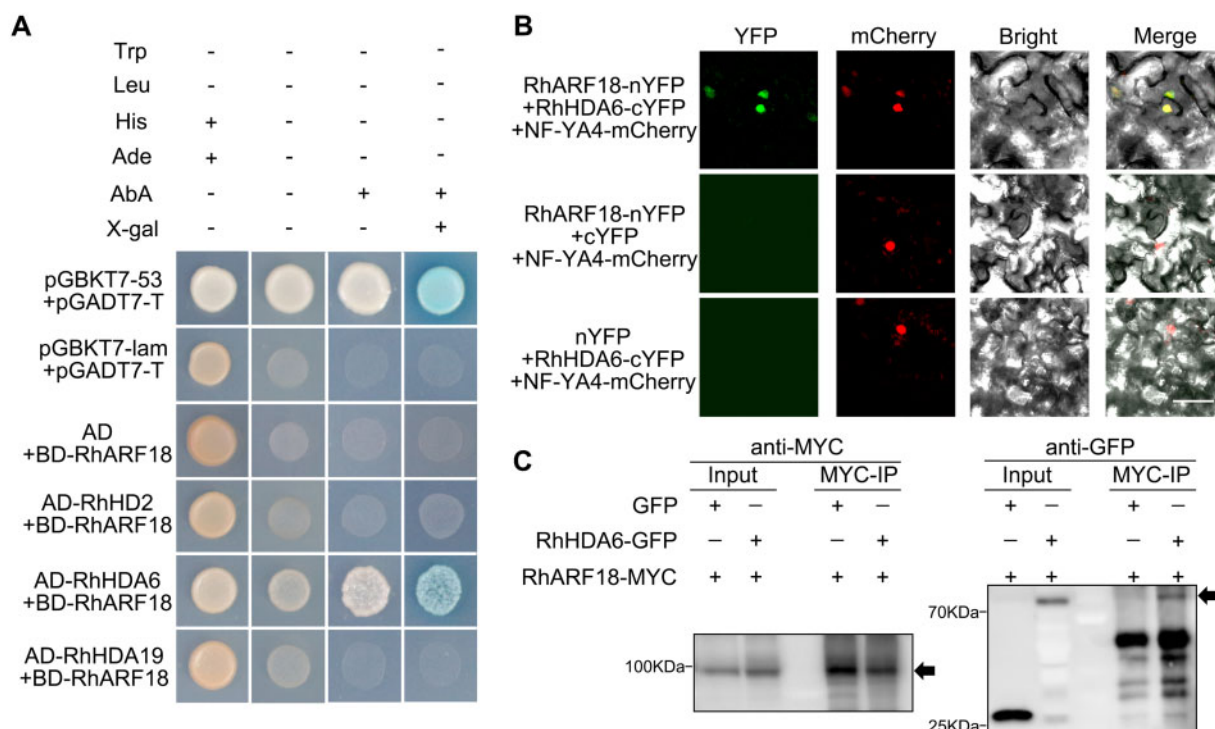 A
Trp - - - -
Leu - - - -
His + - - -
Ade + - - -
AbA - - + +
X-gal - - - +
pGBKT7-53
+pGADT7-T
pGBKT7-lam
+pGADT7-T
AD
+BD-RhARF18
AD-RhHD2
+BD-RhARF18
AD-RhHDA6
+BD-RhARF18
AD-RhHDA19
+BD-RhARF18
B
YFP mCherry Bright Merge
RhARF18-nYFP
+RhHDA6-cYFP
+NF-YA4-mCherry
RhARF18-nYFP
+cYFP
+NF-YA4-mCherry
nYFP
+RhHDA6-cYFP
+NF-YA4-mCherry
C
anti-MYC anti-GFP
Input MYC-IP Input MYC-IP
GFP + − + − + − + −
RhHDA6-GFP − + − + − + − +
RhARF18-MYC + + + + + + + +
70KDa
100KDa
25KDa